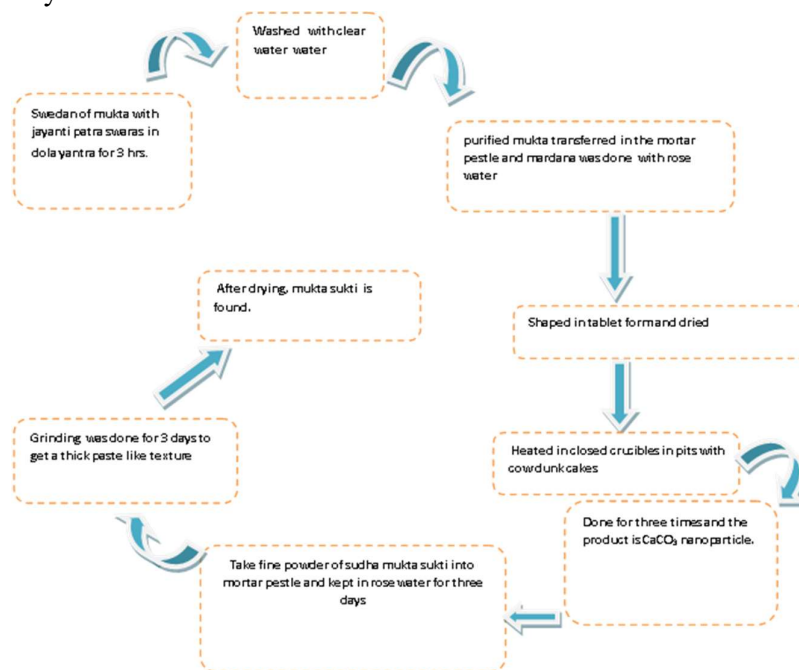 Washed with clear
water water
Swedan of mukta with
jayanti patra swaras in
dola yantra for 3 hrs.
purified mukta transferred in the mortar
pestle and mardana was done with rose
water
Shaped in tablet form and dried
Heated in closed crucibles in pits with
cow dunk cakes
Done for three times and the
product is CaCO₃ nanoparticle.
Take fine powder of sudha mukta sukti into
mortar pestle and kept in rose water for three
days
Grinding was done for 3 days to
get a thick paste like texture
After drying, mukta sukti is
found.